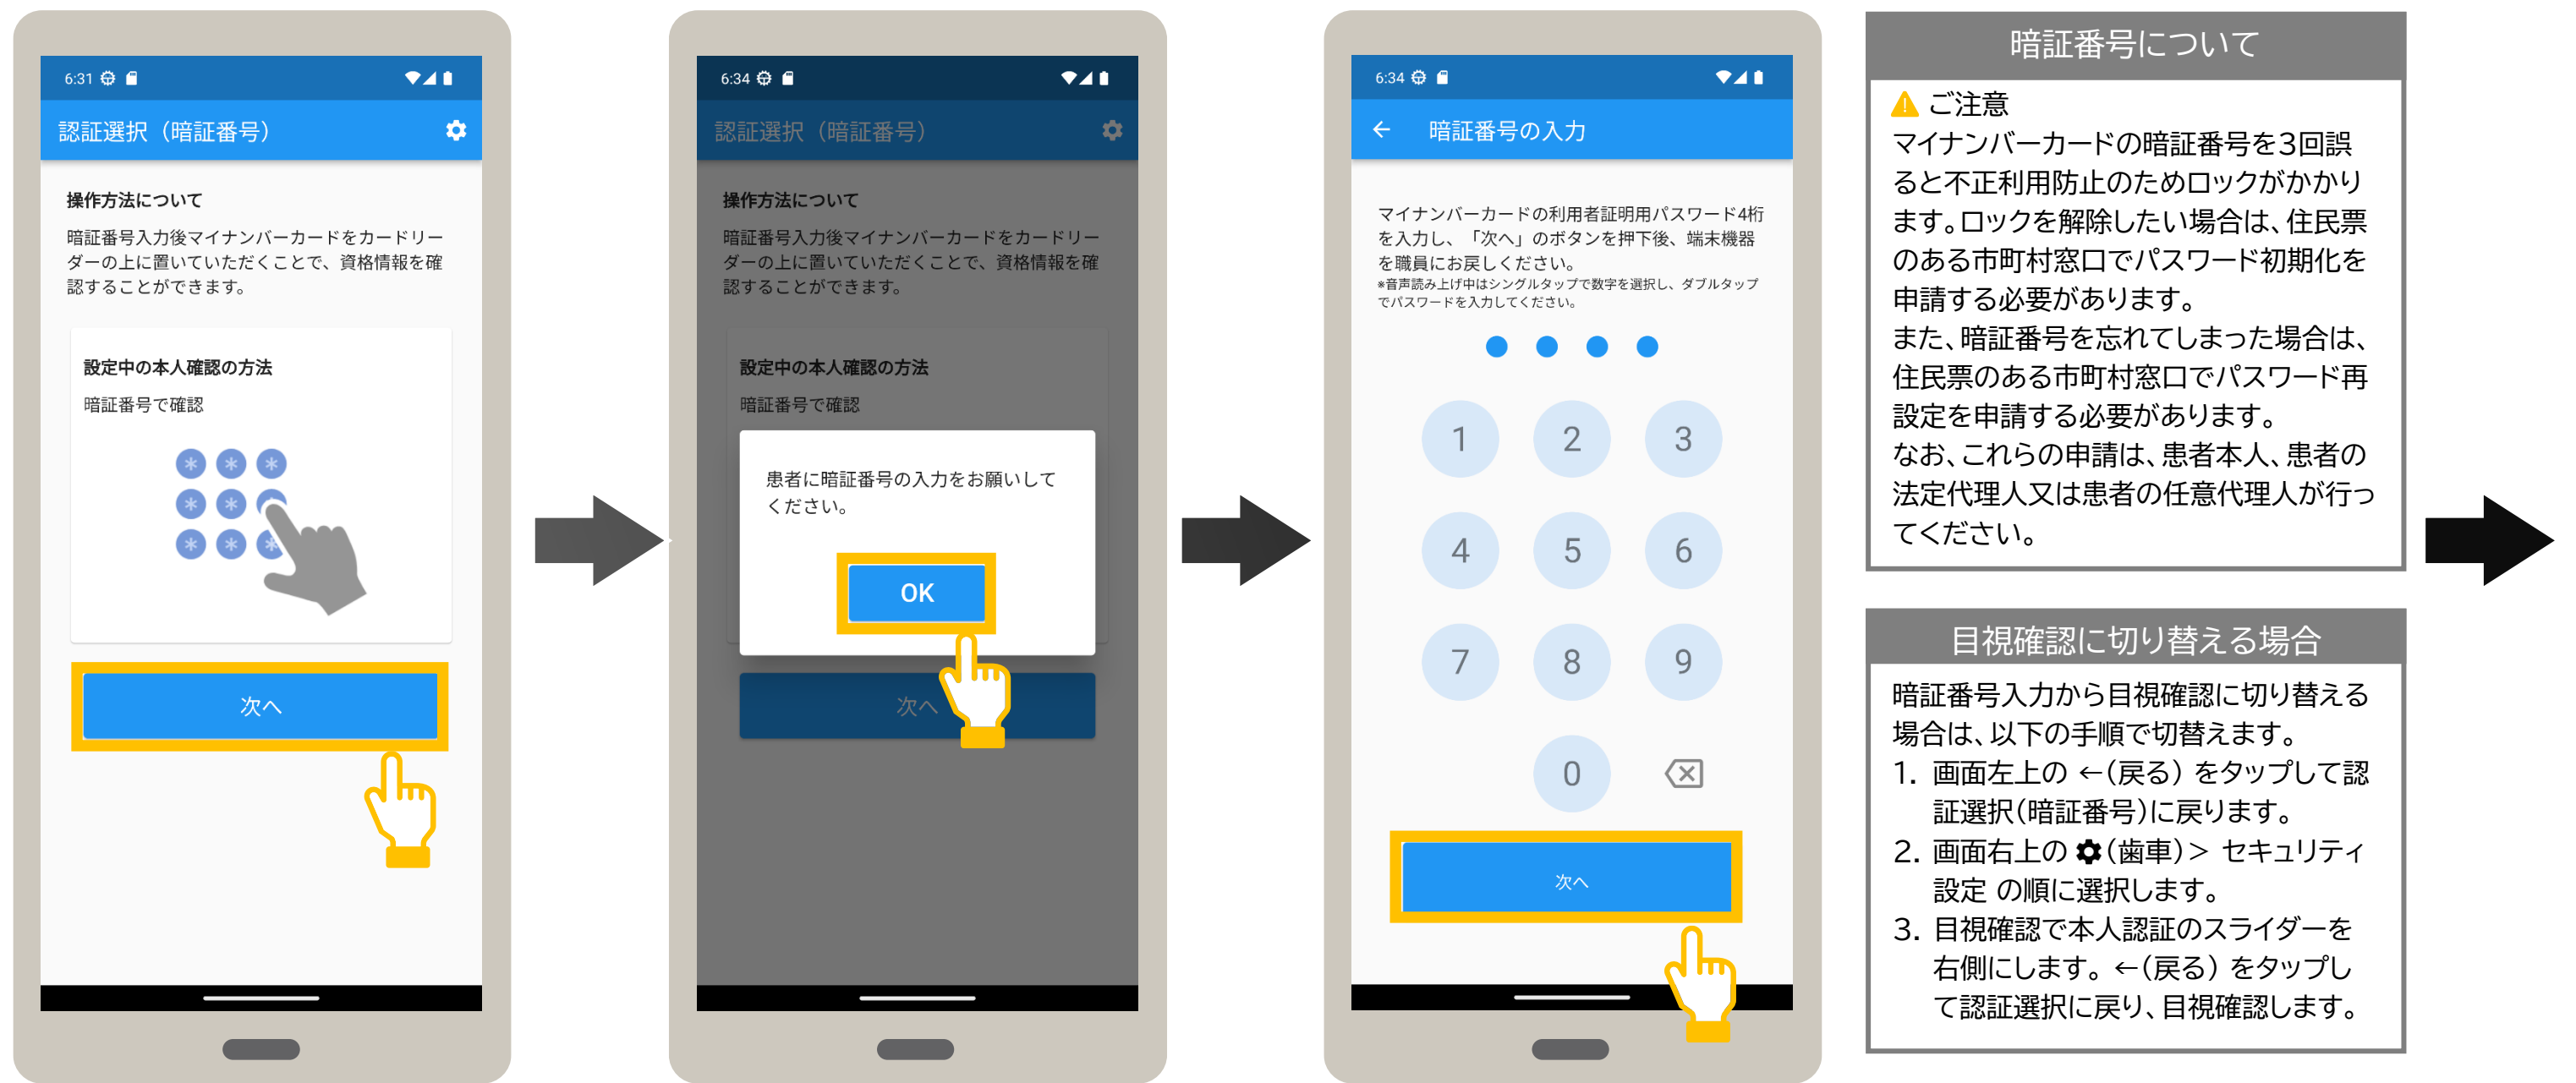 6:31
認証選択（暗証番号）
操作方法について
暗証番号入力後マイナンバーカードをカードリー
ダーの上に置いていただくことで、資格情報を確
認することができます。
設定中の本人確認の方法
暗証番号で確認
＊ ＊ ＊
＊ ＊
＊ ＊ ＊
次へ
6:34
認証選択（暗証番号）
操作方法について
暗証番号入力後マイナンバーカードをカードリー
ダーの上に置いていただくことで、資格情報を確
認することができます。
設定中の本人確認の方法
暗証番号で確認
患者に暗証番号の入力をお願いして
ください。
OK
次へ
6:34
← 暗証番号の入力
マイナンバーカードの利用者証明用パスワード4桁
を入力し、「次へ」のボタンを押下後、端末機器
を職員にお戻しください。
※音声読み上げ中はシングルタップで数字を選択し、ダブルタップ
でパスワードを入力してください。
1 2 3
4 5 6
7 8 9
0
次へ
暗証番号について
ご注意
マイナンバーカードの暗証番号を3回誤
ると不正利用防止のためロックがかかり
ます。ロックを解除したい場合は、住民票
のある市町村窓口でパスワード初期化を
申請する必要があります。
また、暗証番号を忘れてしまった場合は、
住民票のある市町村窓口でパスワード再
設定を申請する必要があります。
なお、これらの申請は、患者本人、患者の
法定代理人又は患者の任意代理人が行っ
てください。
目視確認に切り替える場合
暗証番号入力から目視確認に切り替える
場合は、以下の手順で切替えます。
1. 画面左上の ←(戻る) をタップして認
証選択(暗証番号)に戻ります。
2. 画面右上の (歯車)＞ セキュリティ
設定 の順に選択します。
3. 目視確認で本人認証のスライダーを
右側にします。←(戻る) をタップし
て認証選択に戻り、目視確認します。